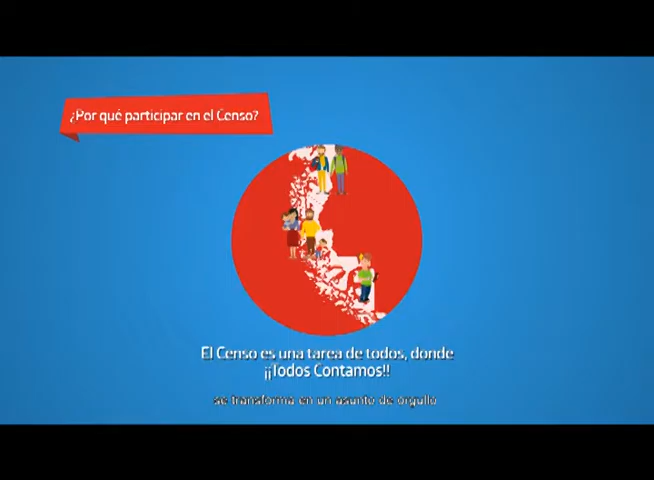 ¿Por qué participar en el Censo?
El Censo es una tarea de todos, donde
¡¡Todos Contamos!!
se transforma en un asunto de orgullo